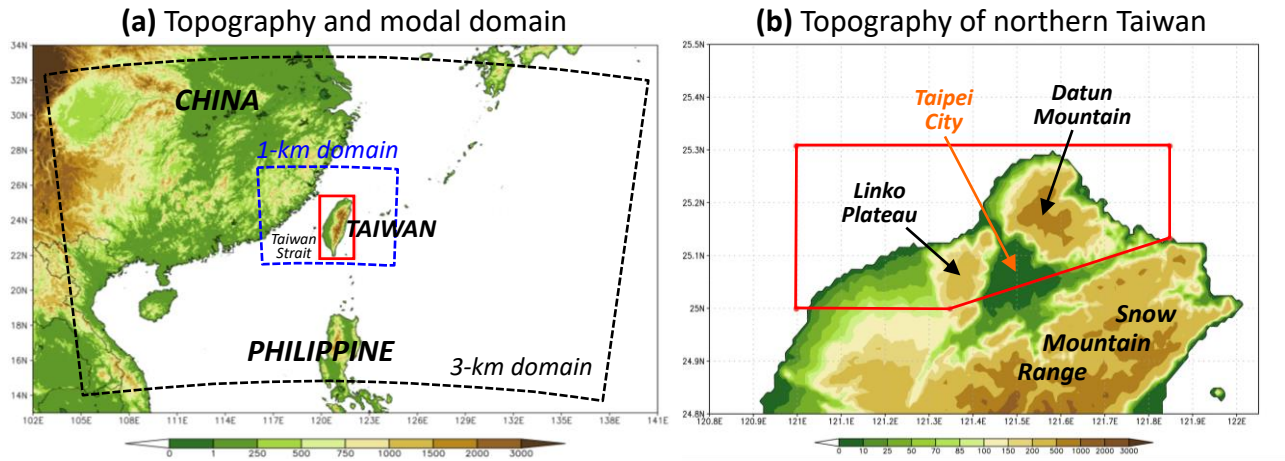 (a) Topography and modal domain
34N
32N
30N
28N
26N
24N
22N
20N
18N
16N
14N
CHINA
1-km domain
TAIWAN
Taiwan
Strait
PHILIPPINE
3-km domain
102E 105E 108E 111E 114E 117E 120E 123E 126E 129E 132E 135E 138E 141E
0 1 250 500 750 1000 1500 2000 3000
(b) Topography of northern Taiwan
25.5N
25.4N
25.3N
25.2N
25.1N
25N
24.9N
24.8N
Taipei
City
Datun
Mountain
Linko
Plateau
Snow
Mountain
Range
120.8E 120.9E 121E 121.1E 121.2E 121.3E 121.4E 121.5E 121.6E 121.7E 121.8E 121.9E 122E
0 10 25 50 85 100 150 200 500 1000 2000 3000